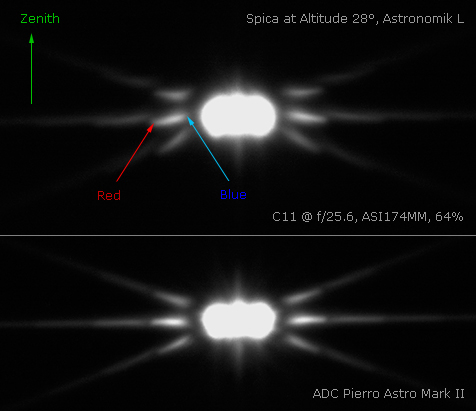 Zenith
Spica at Altitude 28°, Astronomik L
Red
Blue
C11 @ f/25.6, ASI174MM, 64%
ADC Pierro Astro Mark II